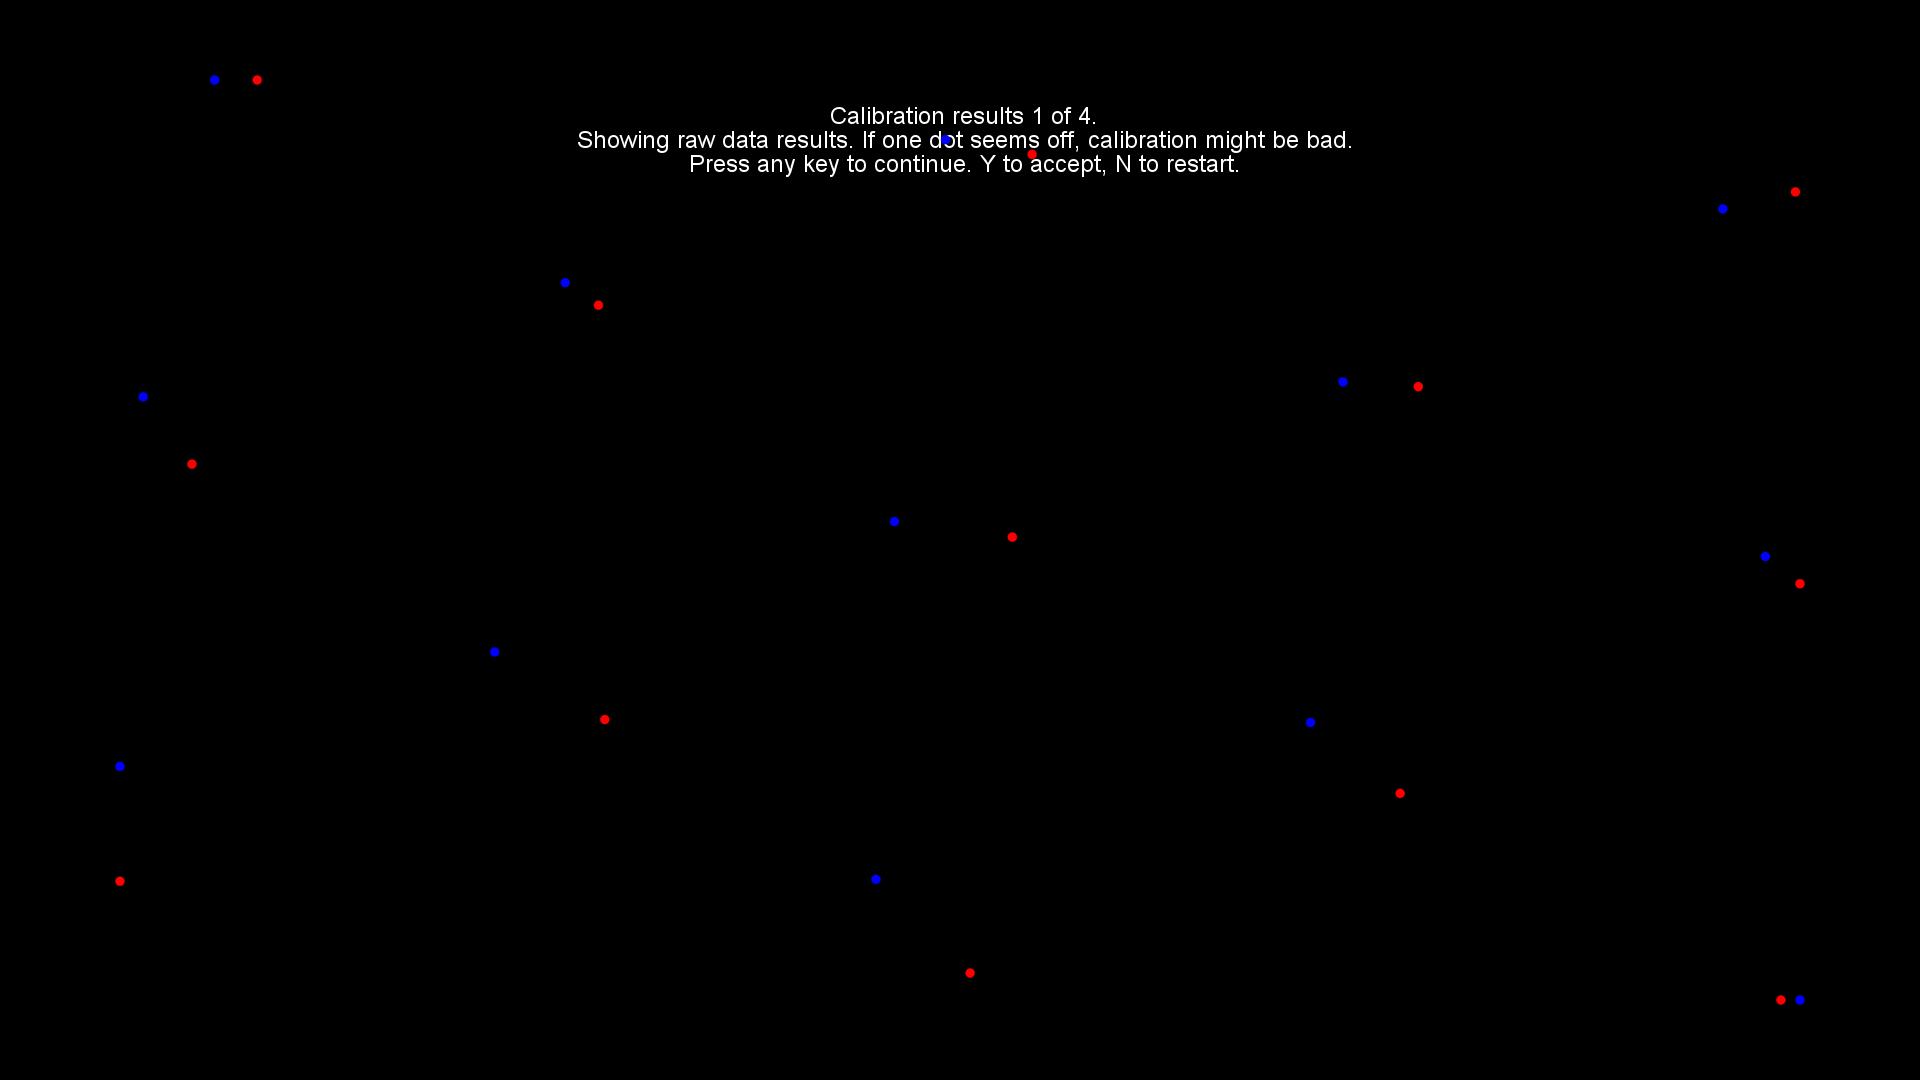 Calibration results 1 of 4.
Showing raw data results. If one dot seems off, calibration might be bad.
Press any key to continue. Y to accept, N to restart.